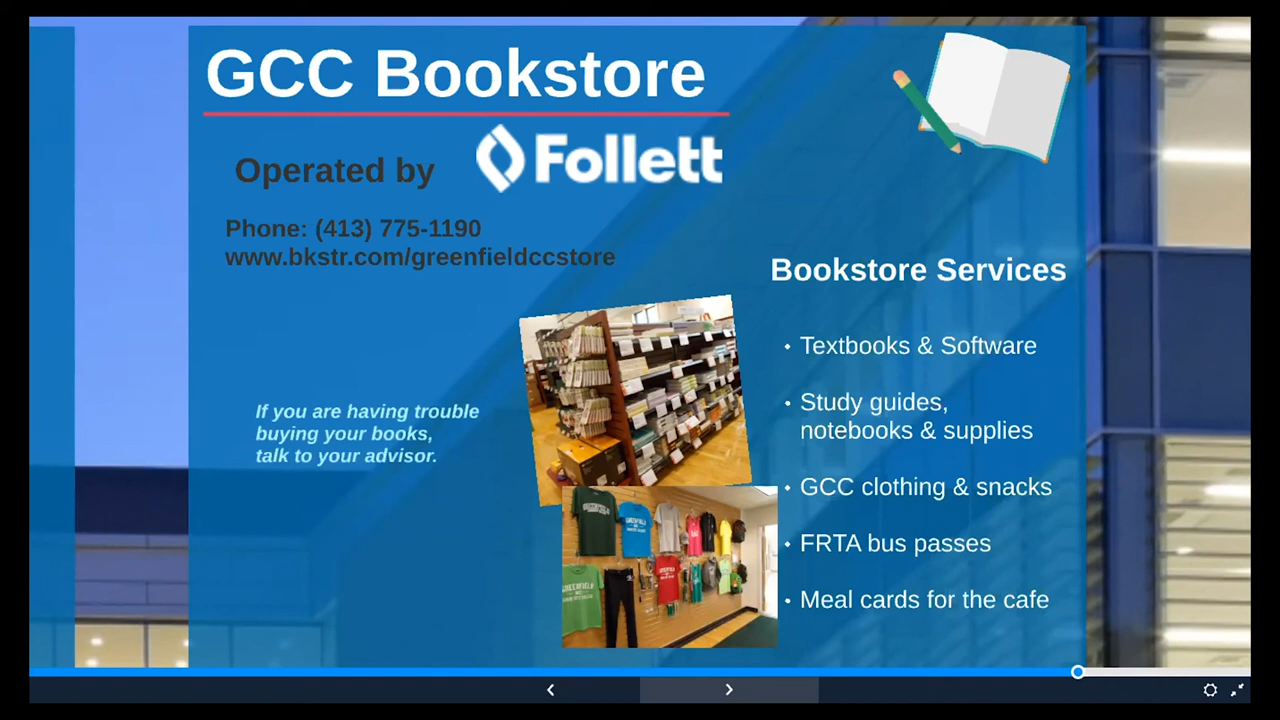 GCC Bookstore
Operated by
Follett
Phone: (413) 775-1190
www.bkstr.com/greenfieldccstore
Bookstore Services
• Textbooks & Software
• Study guides,
notebooks & supplies
• GCC clothing & snacks
• FRTA bus passes
• Meal cards for the cafe
If you are having trouble
buying your books,
talk to your advisor.
GREENFIELD